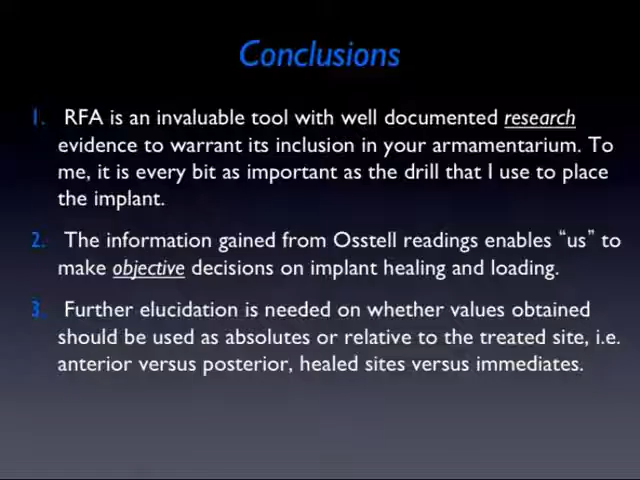 Conclusions
1. RFA is an invaluable tool with well documented research
evidence to warrant its inclusion in your armamentarium. To
me, it is every bit as important as the drill that I use to place
the implant.
2. The information gained from Osstell readings enables “us” to
make objective decisions on implant healing and loading.
3. Further elucidation is needed on whether values obtained
should be used as absolutes or relative to the treated site, i.e.
anterior versus posterior, healed sites versus immediates.